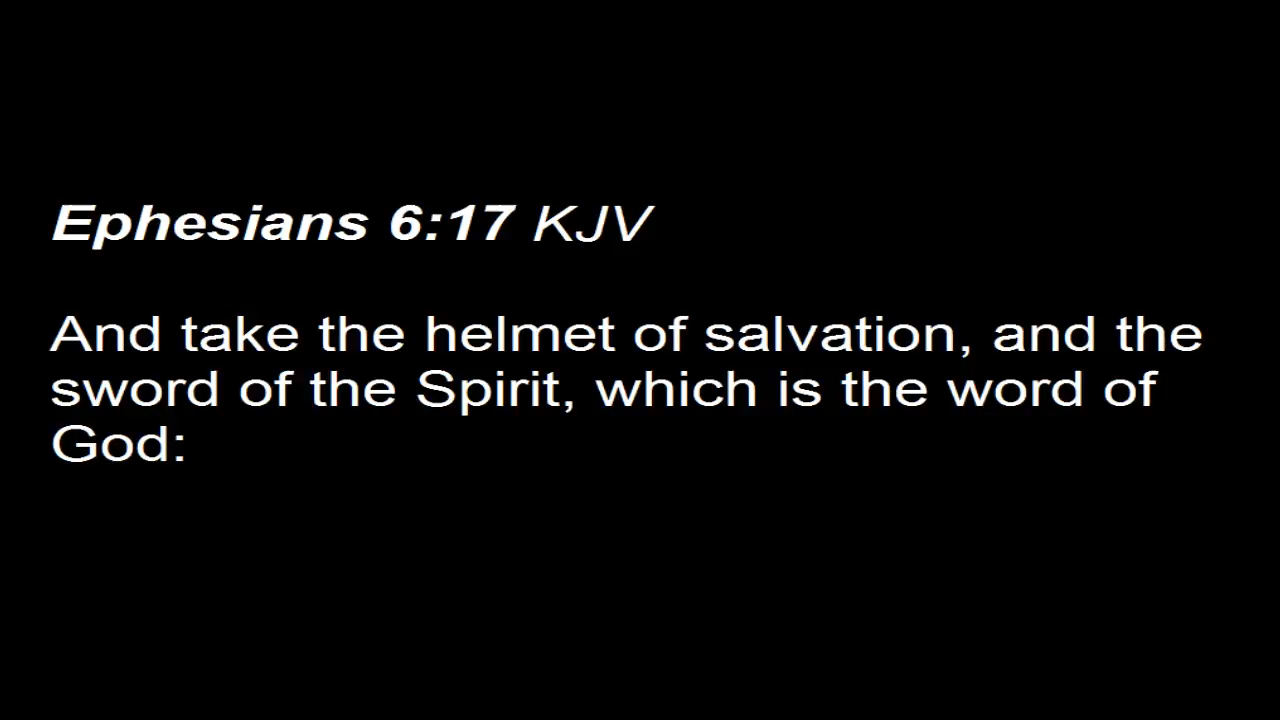 Ephesians 6:17 KJV
And take the helmet of salvation, and the
sword of the Spirit, which is the word of
God: